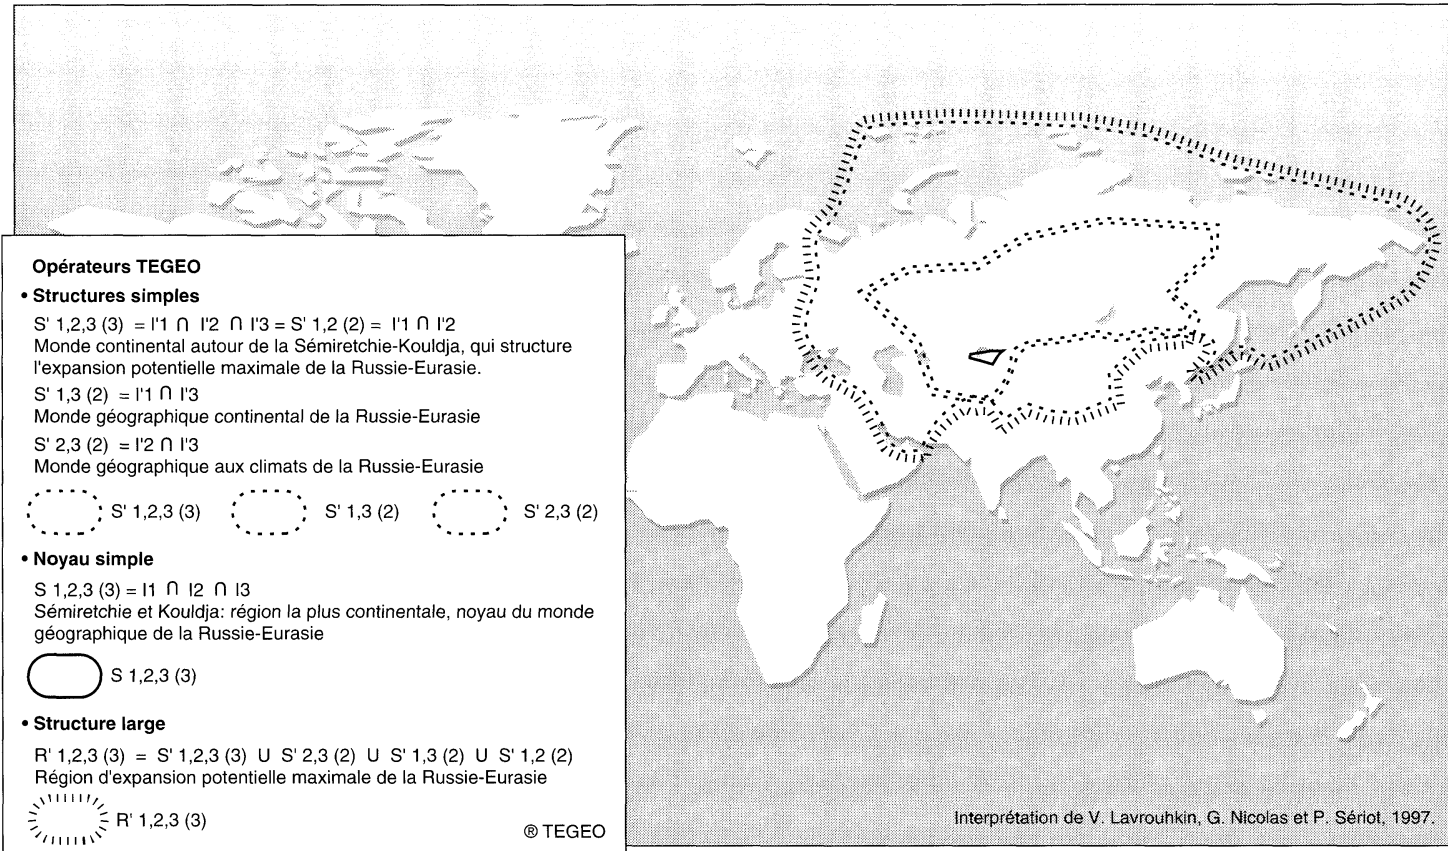 Opérateurs TEGEO
• Structures simples
S' 1,2,3 (3) = I'1 ∩ I'2 ∩ I'3 = S' 1,2 (2) = I'1 ∩ I'2
Monde continental autour de la Sémiretchie-Kouldja, qui structure
l'expansion potentielle maximale de la Russie-Eurasie.
S' 1,3 (2) = I'1 ∩ I'3
Monde géographique continental de la Russie-Eurasie
S' 2,3 (2) = I'2 ∩ I'3
Monde géographique aux climats de la Russie-Eurasie
S' 1,2,3 (3) S' 1,3 (2) S' 2,3 (2)
• Noyau simple
S 1,2,3 (3) = I1 ∩ I2 ∩ I3
Sémiretchie et Kouldja: région la plus continentale, noyau du monde
géographique de la Russie-Eurasie
S 1,2,3 (3)
• Structure large
R' 1,2,3 (3) = S' 1,2,3 (3) U S' 2,3 (2) U S' 1,3 (2) U S' 1,2 (2)
Région d'expansion potentielle maximale de la Russie-Eurasie
R' 1,2,3 (3)
® TEGEO
Interprétation de V. Lavrouhkin, G. Nicolas et P. Sériot, 1997.